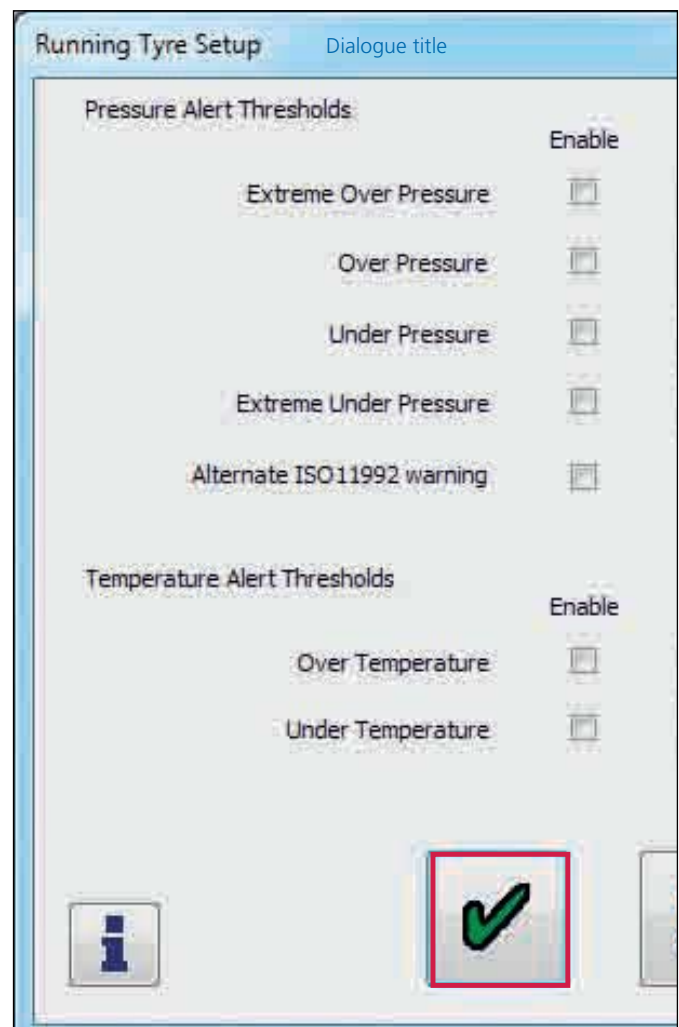 Running Tyre Setup Dialogue title
Pressure Alert Thresholds
Enable
Extreme Over Pressure
Over Pressure
Under Pressure
Extreme Under Pressure
Alternate ISO11992 warning
Temperature Alert Thresholds
Enable
Over Temperature
Under Temperature
i